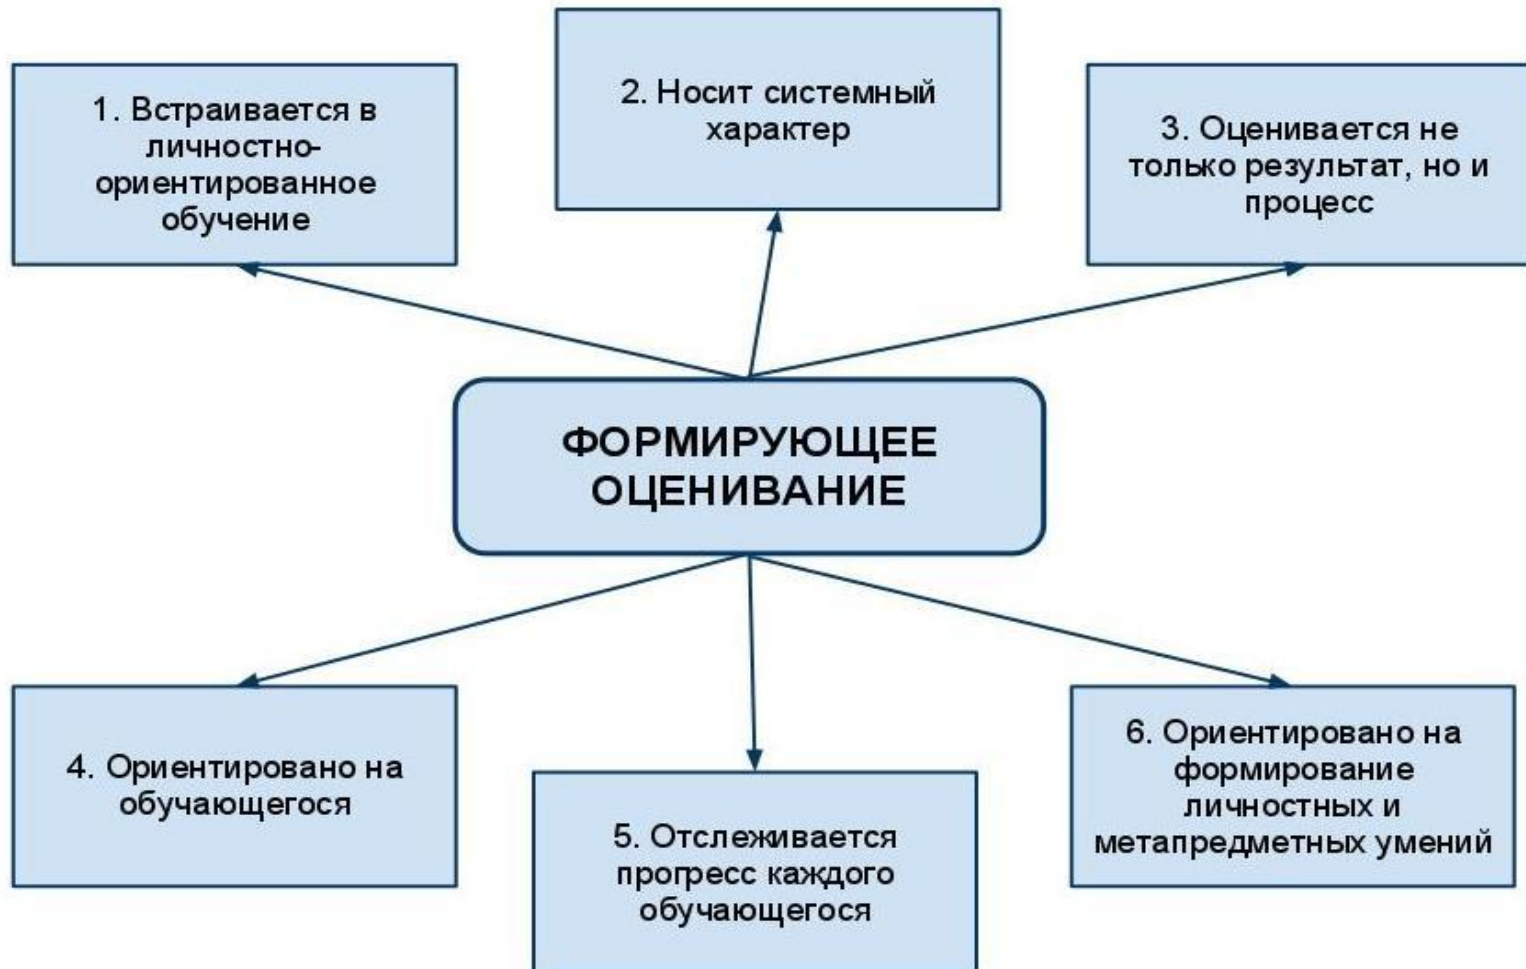 1. Встраивается в
личностно-
ориентированное
обучение
2. Носит системный
характер
3. Оценивается не
только результат, но и
процесс
ФОРМИРУЮЩЕЕ
ОЦЕНИВАНИЕ
4. Ориентировано на
обучающегося
5. Отслеживается
прогресс каждого
обучающегося
6. Ориентировано на
формирование
личностных и
метапредметных умений